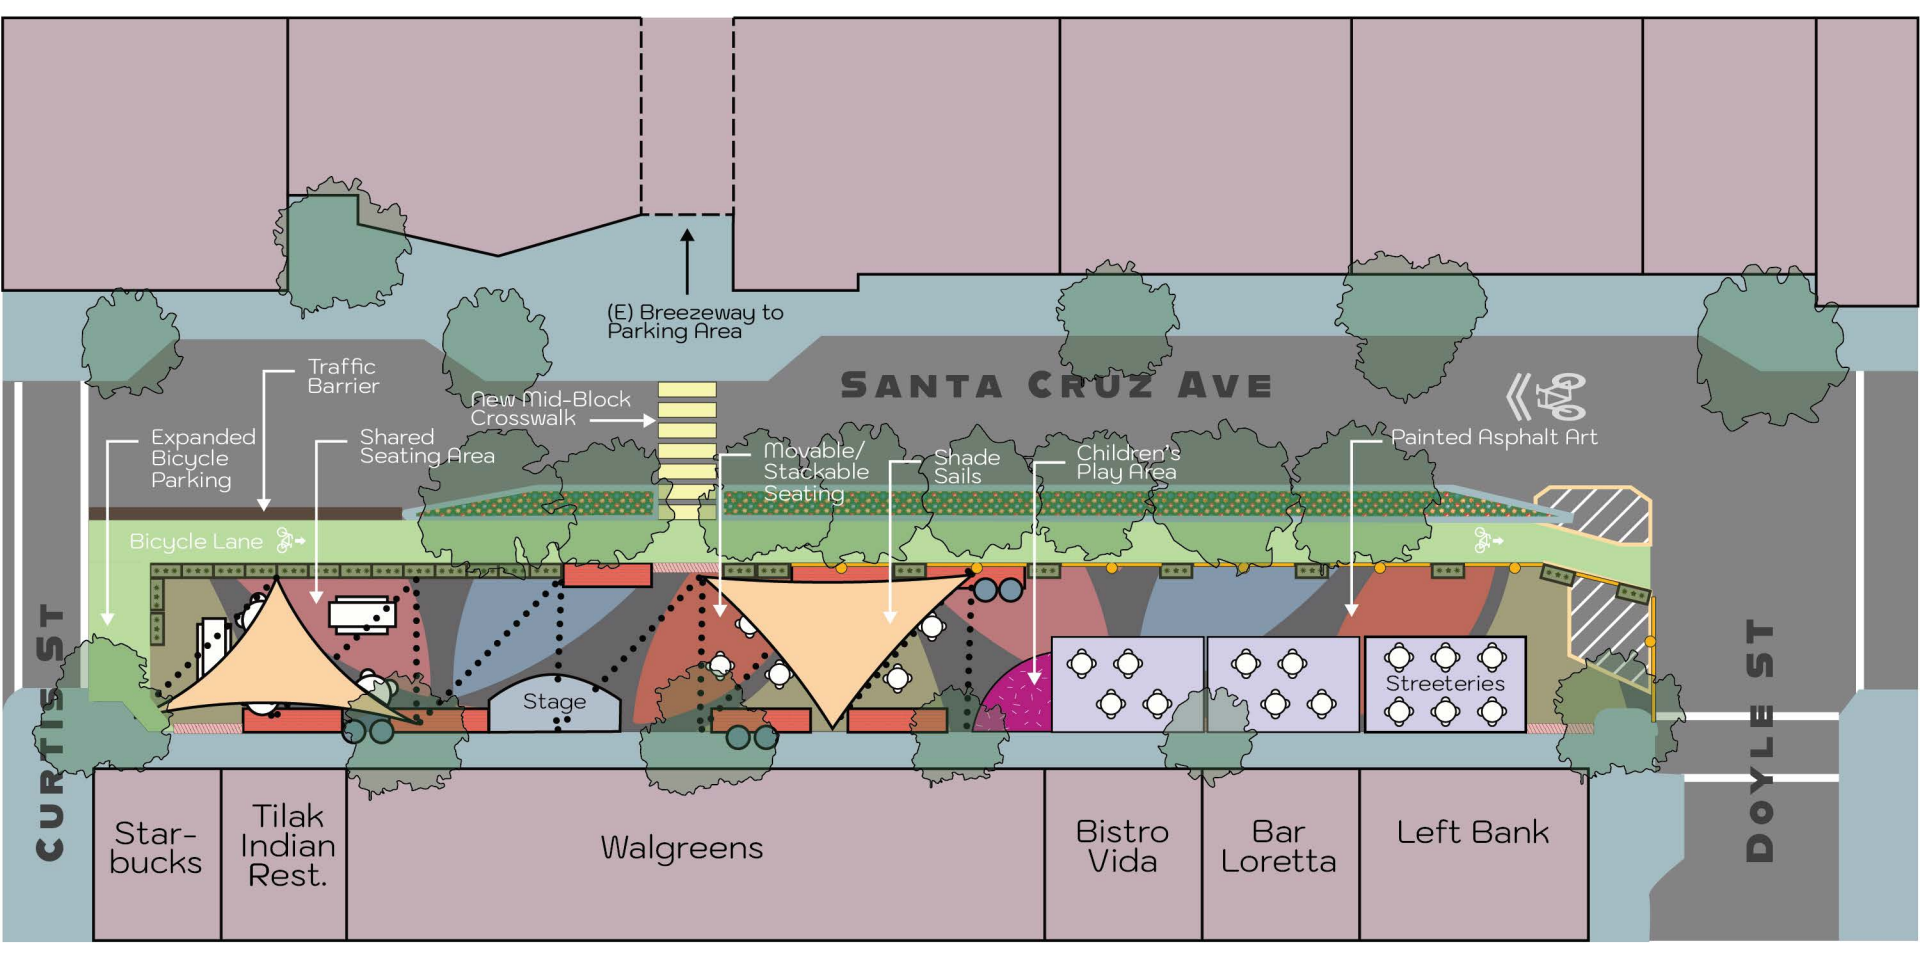 (E) Breezeway to
Parking Area
Traffic
Barrier
SANTA CRUZ AVE
New Mid-Block
Crosswalk
Expanded
Bicycle
Parking
Shared
Seating Area
Movable/
Stackable
Seating
Shade
Sails
Children's
Play Area
Painted Asphalt Art
Bicycle Lane
CURTIS ST
Stage
Streeteries
DOYLE ST
Star-
bucks
Tilak
Indian
Rest.
Walgreens
Bistro
Vida
Bar
Loretta
Left Bank